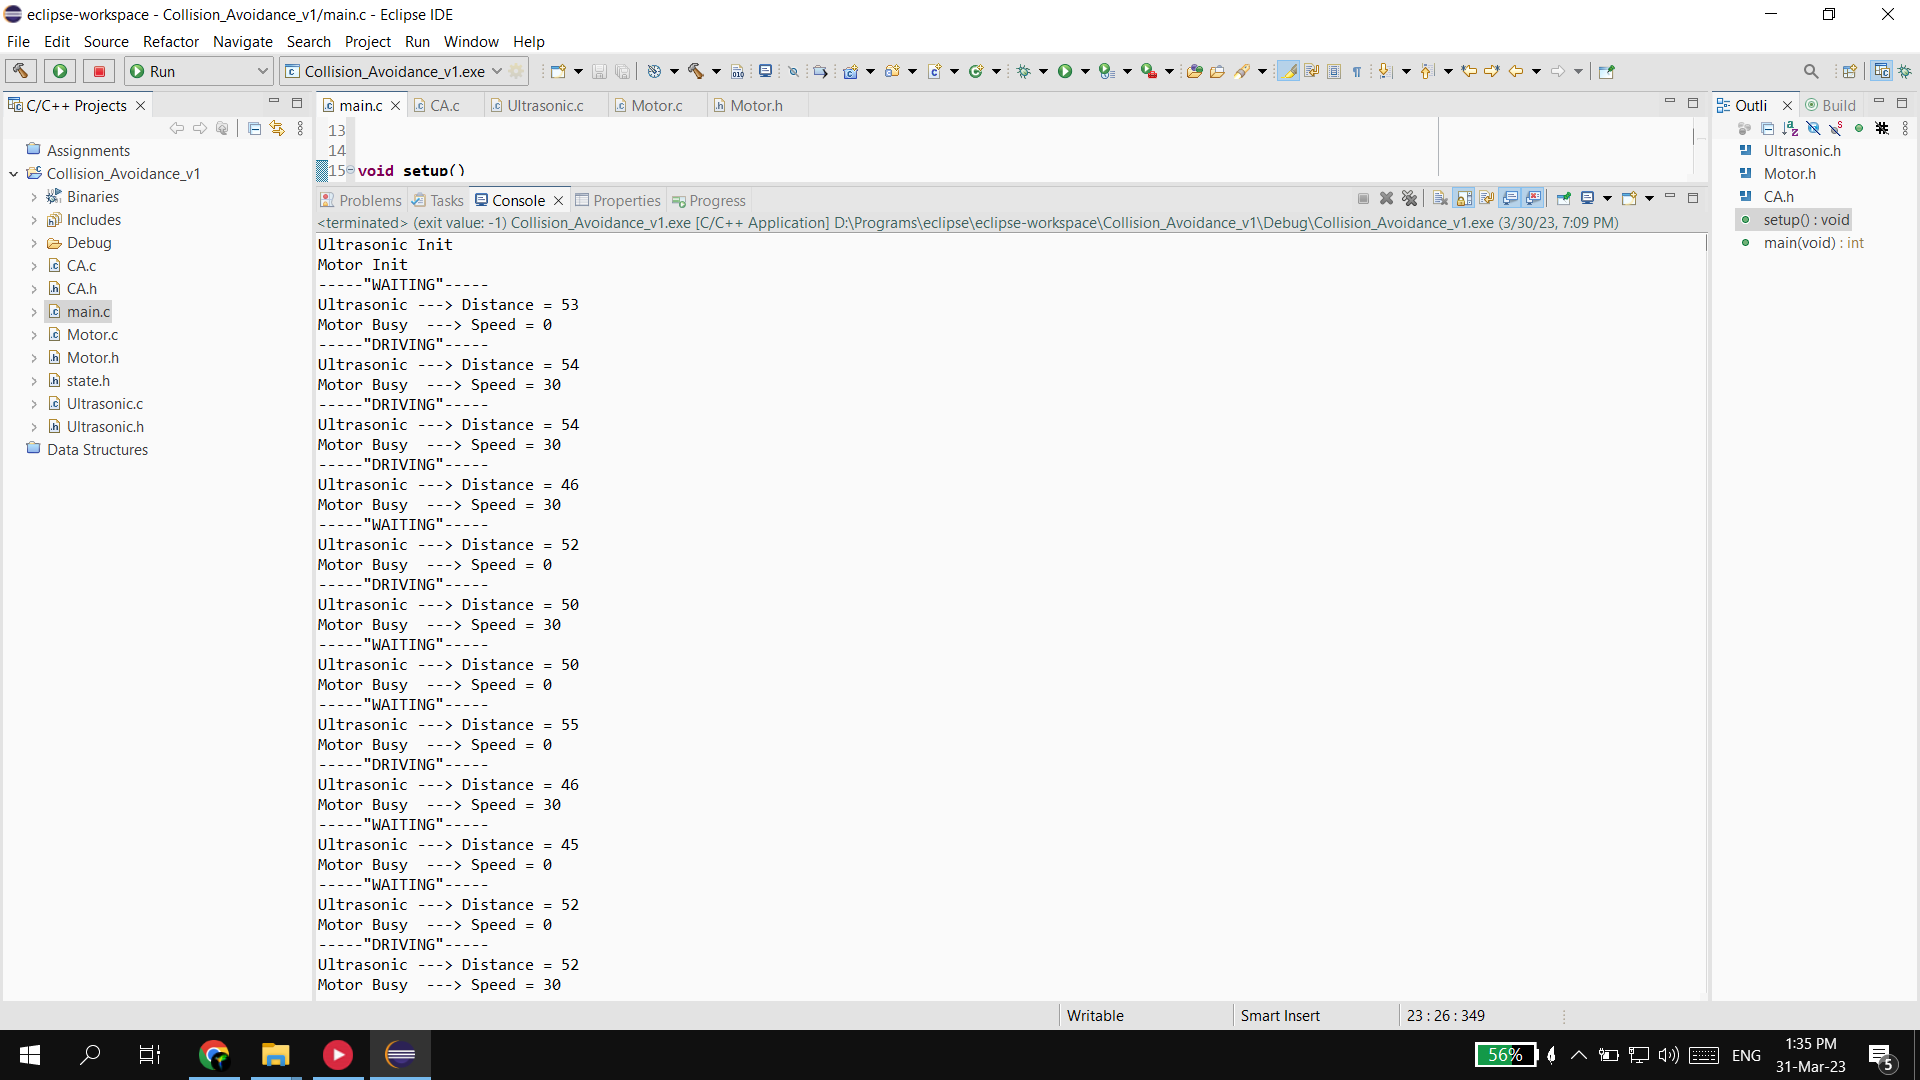 eclipse-workspace - Collision_Avoidance_v1/main.c - Eclipse IDE
File Edit Source Refactor Navigate Search Project Run Window Help
Run
Collision_Avoidance_v1.exe
C/C++ Projects
main.c
CA.c
Ultrasonic.c
Motor.c
Motor.h
Outli
Build
Assignments
Collision_Avoidance_v1
Binaries
Includes
Debug
CA.c
CA.h
main.c
Motor.c
Motor.h
state.h
Ultrasonic.c
Ultrasonic.h
Data Structures
13
14
15 void setup()
Problems Tasks Console Properties Progress
<terminated> (exit value: -1) Collision_Avoidance_v1.exe [C/C++ Application] D:\Programs\eclipse\eclipse-workspace\Collision_Avoidance_v1\Debug\Collision_Avoidance_v1.exe (3/30/23, 7:09 PM)
Ultrasonic Init
Motor Init
-----"WAITING"-----
Ultrasonic ---> Distance = 53
Motor Busy  ---> Speed = 0
-----"DRIVING"-----
Ultrasonic ---> Distance = 54
Motor Busy  ---> Speed = 30
-----"DRIVING"-----
Ultrasonic ---> Distance = 54
Motor Busy  ---> Speed = 30
-----"DRIVING"-----
Ultrasonic ---> Distance = 46
Motor Busy  ---> Speed = 30
-----"WAITING"-----
Ultrasonic ---> Distance = 52
Motor Busy  ---> Speed = 0
-----"DRIVING"-----
Ultrasonic ---> Distance = 50
Motor Busy  ---> Speed = 30
-----"WAITING"-----
Ultrasonic ---> Distance = 50
Motor Busy  ---> Speed = 0
-----"WAITING"-----
Ultrasonic ---> Distance = 55
Motor Busy  ---> Speed = 0
-----"DRIVING"-----
Ultrasonic ---> Distance = 46
Motor Busy  ---> Speed = 30
-----"WAITING"-----
Ultrasonic ---> Distance = 45
Motor Busy  ---> Speed = 0
-----"WAITING"-----
Ultrasonic ---> Distance = 52
Motor Busy  ---> Speed = 0
-----"DRIVING"-----
Ultrasonic ---> Distance = 52
Motor Busy  ---> Speed = 30
Ultrasonic.h
Motor.h
CA.h
setup() : void
main(void) : int
Writable
Smart Insert
23 : 26 : 349
56%
ENG
1:35 PM
31-Mar-23
5